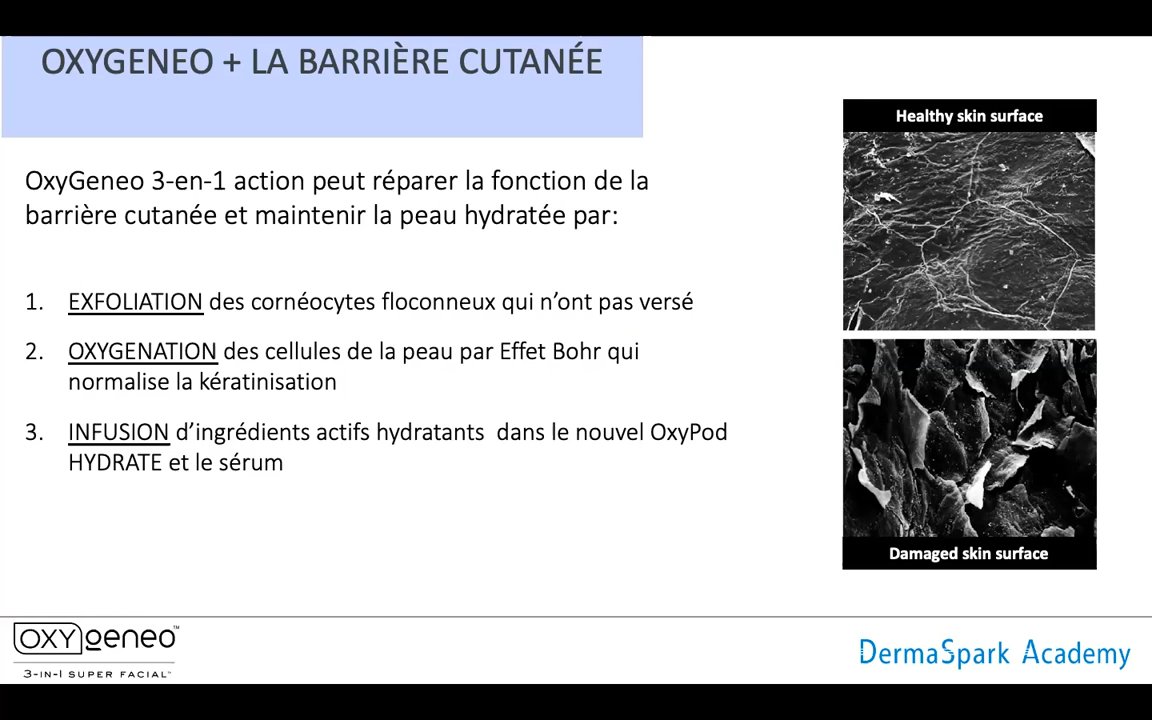 OXYGENEO + LA BARRIÈRE CUTANÉE
OxyGeneo 3-en-1 action peut réparer la fonction de la
barrière cutanée et maintenir la peau hydratée par:
1. EXFOLIATION des cornéocytes floconneux qui n’ont pas versé
2. OXYGENATION des cellules de la peau par Effet Bohr qui
normalise la kératinisation
3. INFUSION d’ingrédients actifs hydratants dans le nouvel OxyPod
HYDRATE et le sérum
Healthy skin surface
Damaged skin surface
OXYgeneo™
3-IN-1 SUPER FACIAL™
DermaSpark Academy